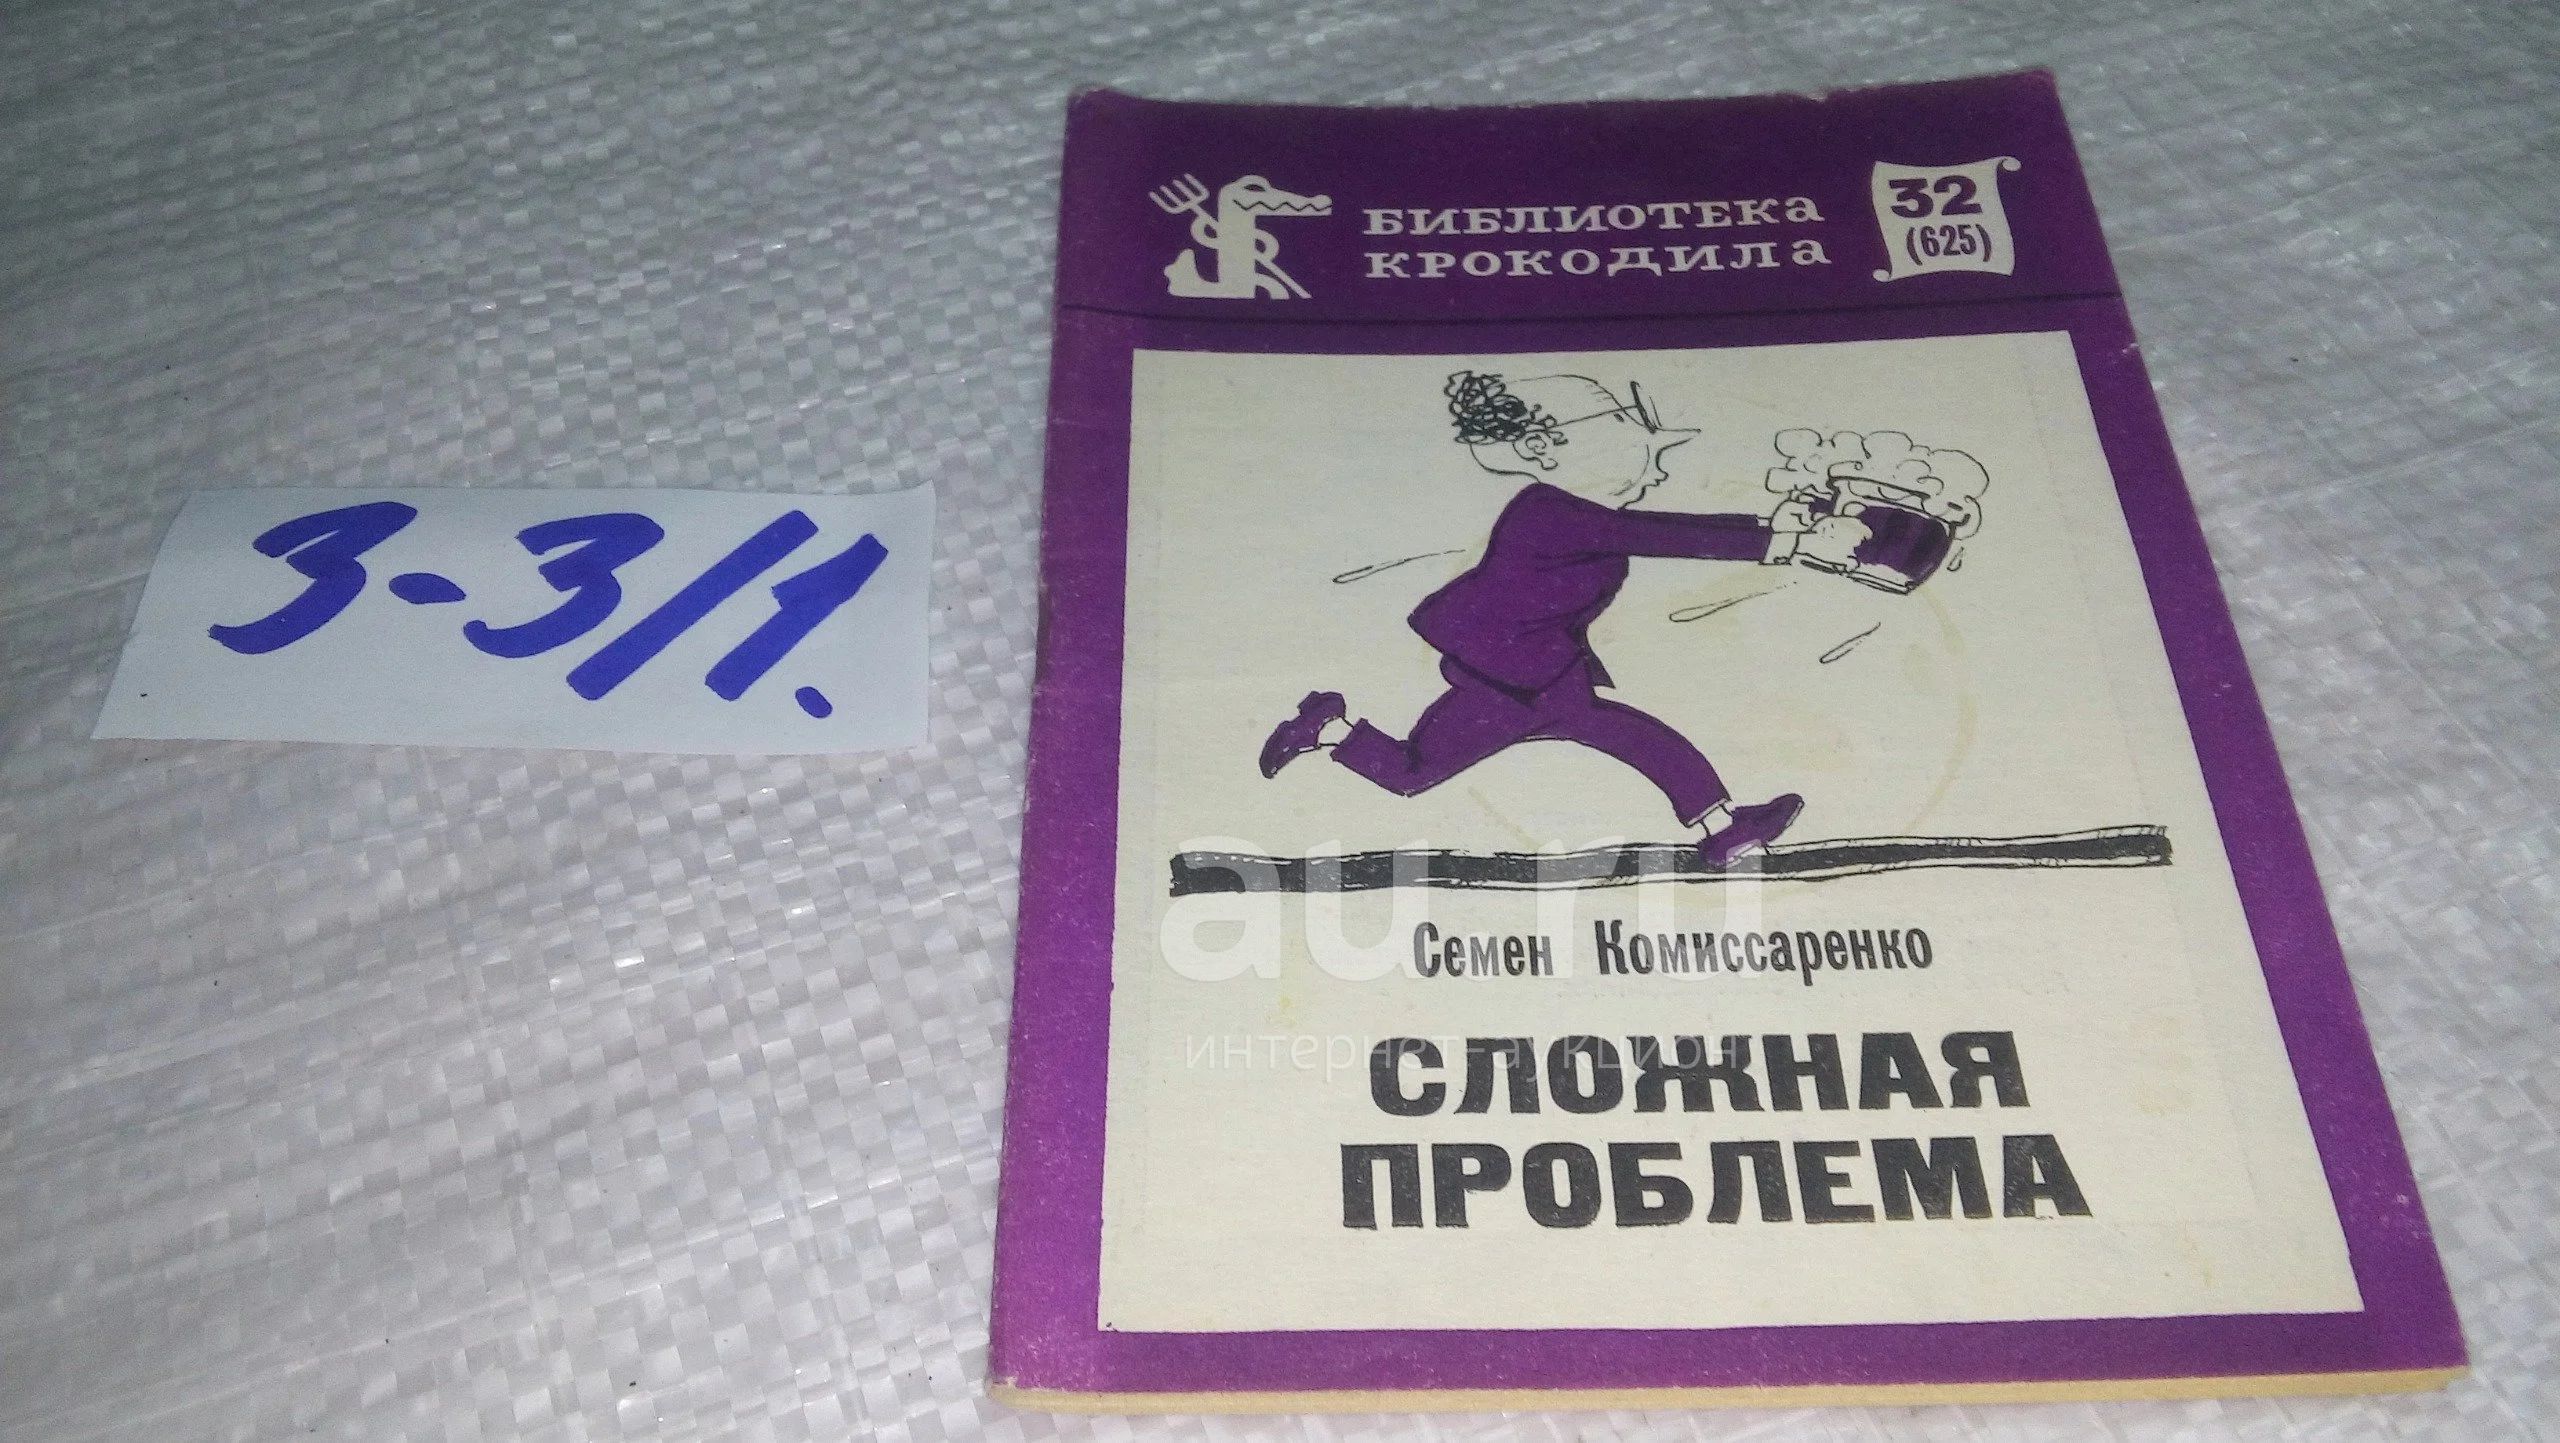 3-3/1.
БИБЛИОТЕКА
КРОКОДИЛА
32
(625)
Семен Комиссаренко
СЛОЖНАЯ
ПРОБЛЕМА
au.ru
интернет-аукцион